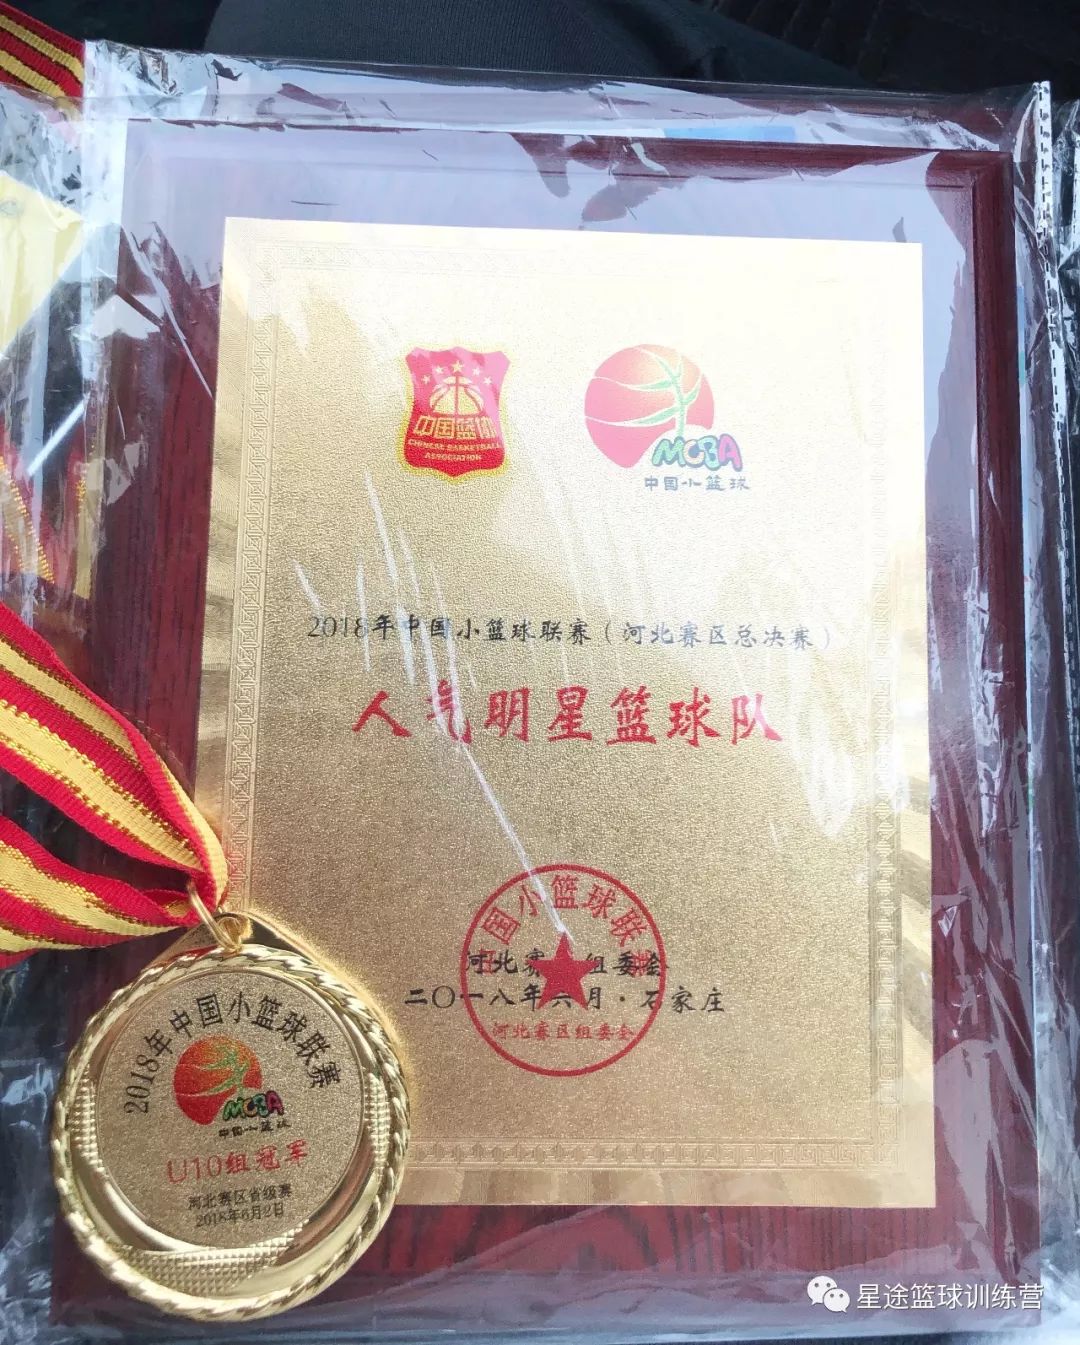 中国篮协
CHINESE BASKETBALL
ASSOCIATION
MCBA
中国小篮球
2018年中国小篮球联赛（河北赛区总决赛）
人气明星篮球队
中国小篮球联赛
河北赛 组委会
二〇一八年六月·石家庄
河北赛区组委会
2018年中国小篮球联赛
MCBA
中国小篮球
U10组冠军
河北赛区省级赛
2018年6月2日
星途篮球训练营